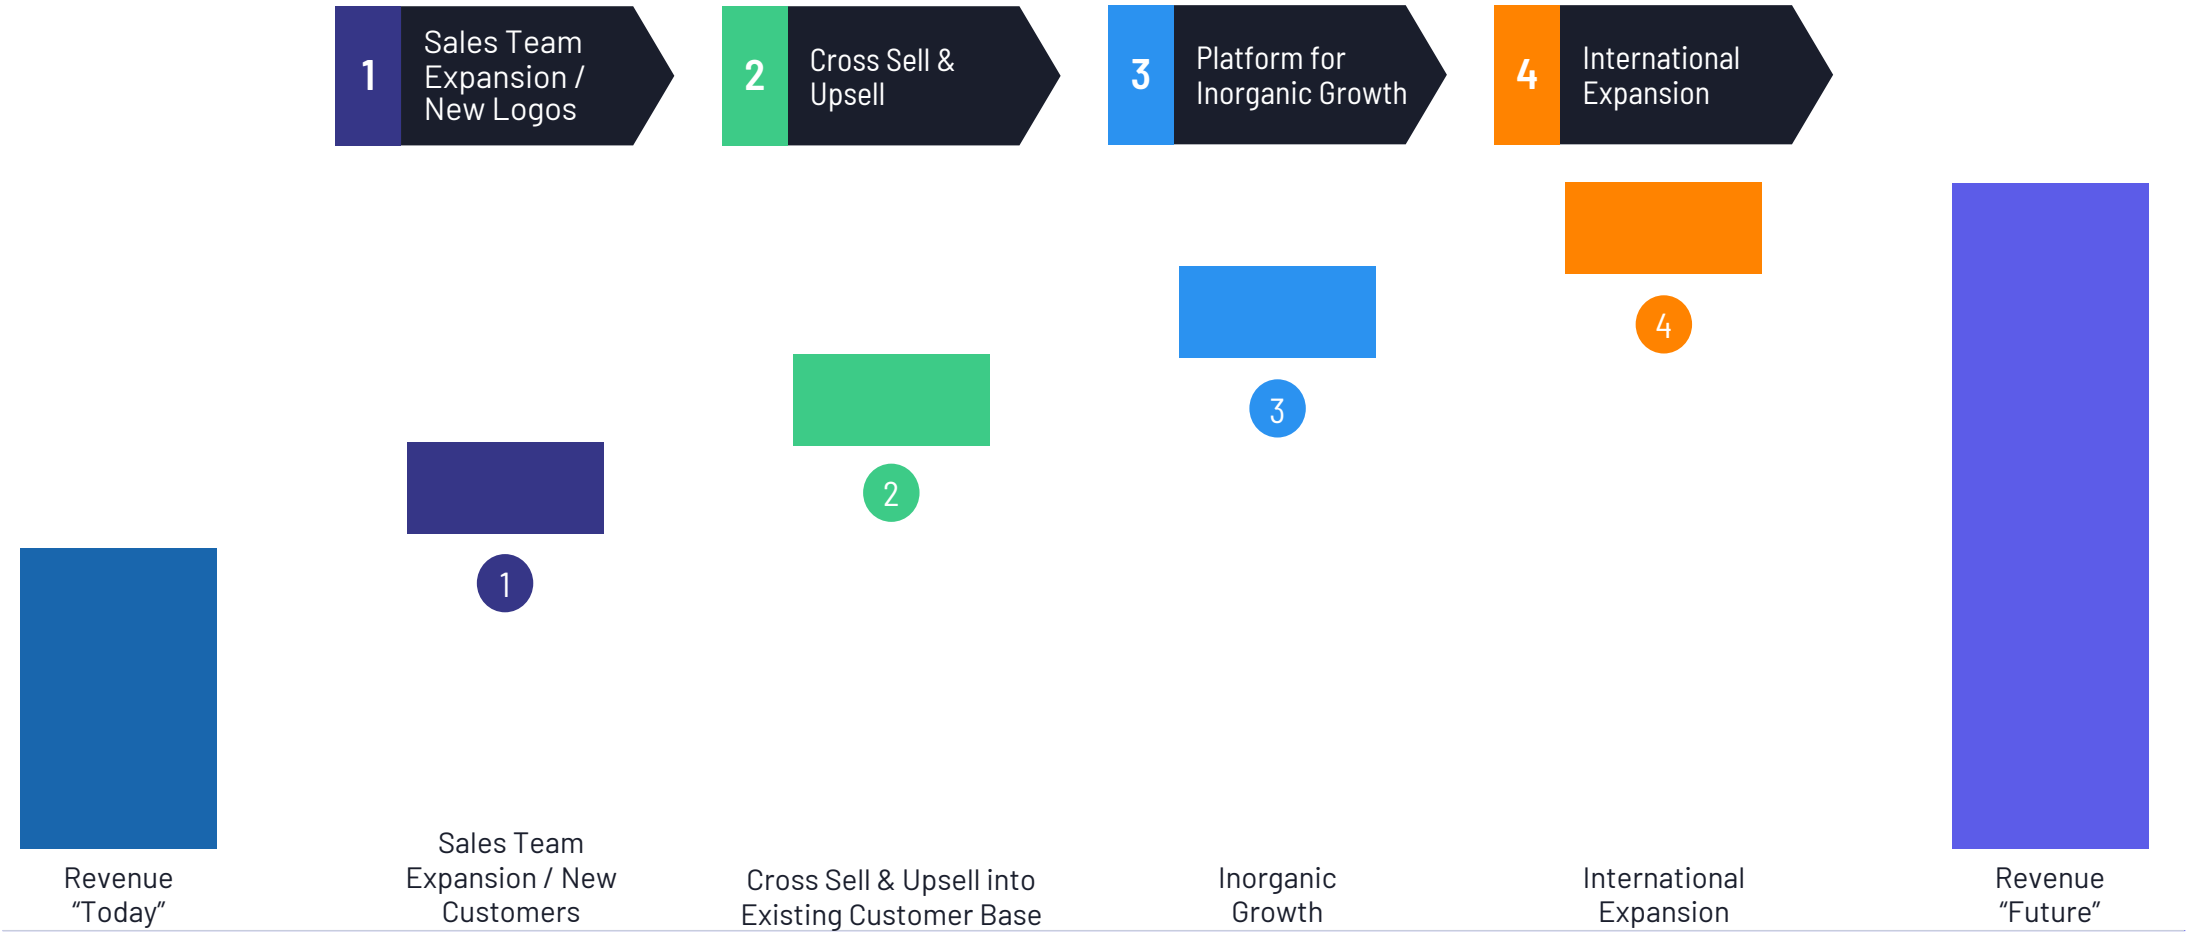 1
Sales Team
Expansion /
New Logos
2
Cross Sell &
Upsell
3
Platform for
Inorganic Growth
4
International
Expansion
4
3
2
1
Revenue
“Today”
Sales Team
Expansion / New
Customers
Cross Sell & Upsell into
Existing Customer Base
Inorganic
Growth
International
Expansion
Revenue
“Future”